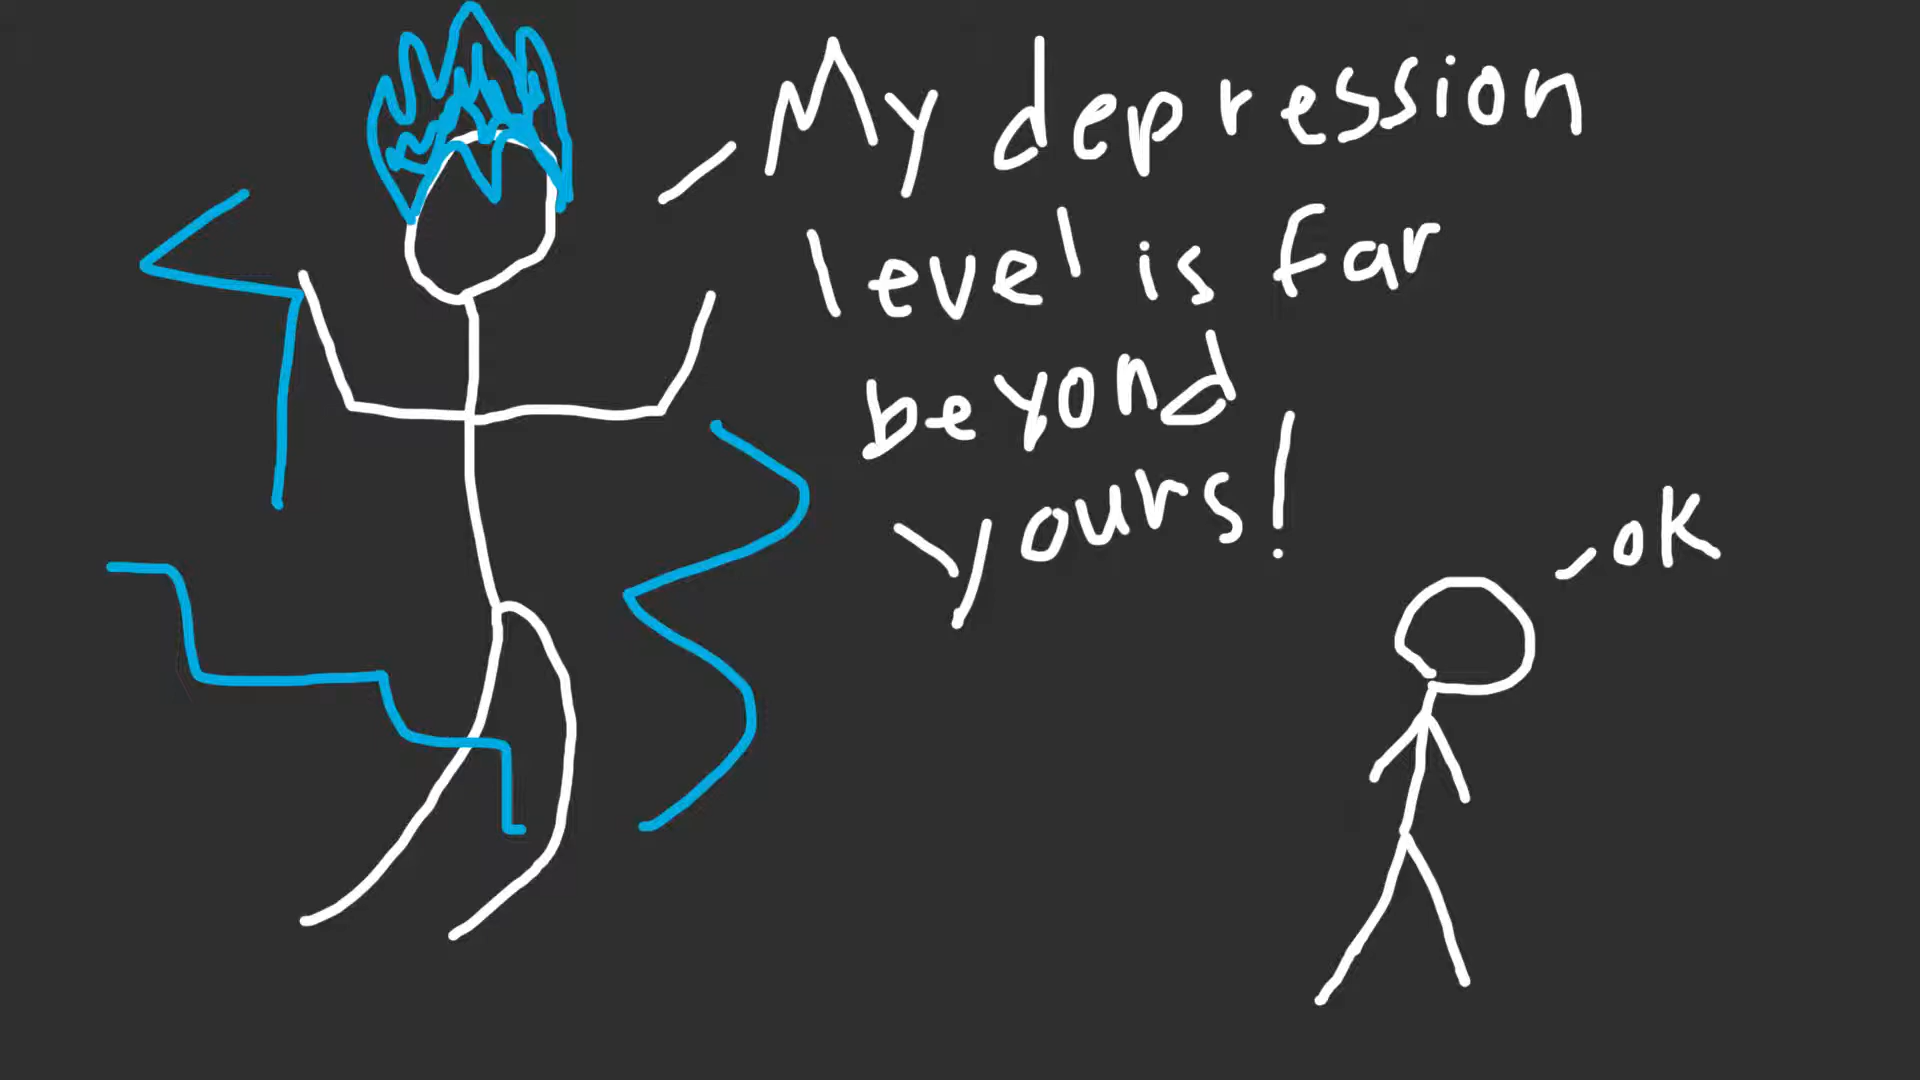 My depression
level is far
beyond
yours!
ok